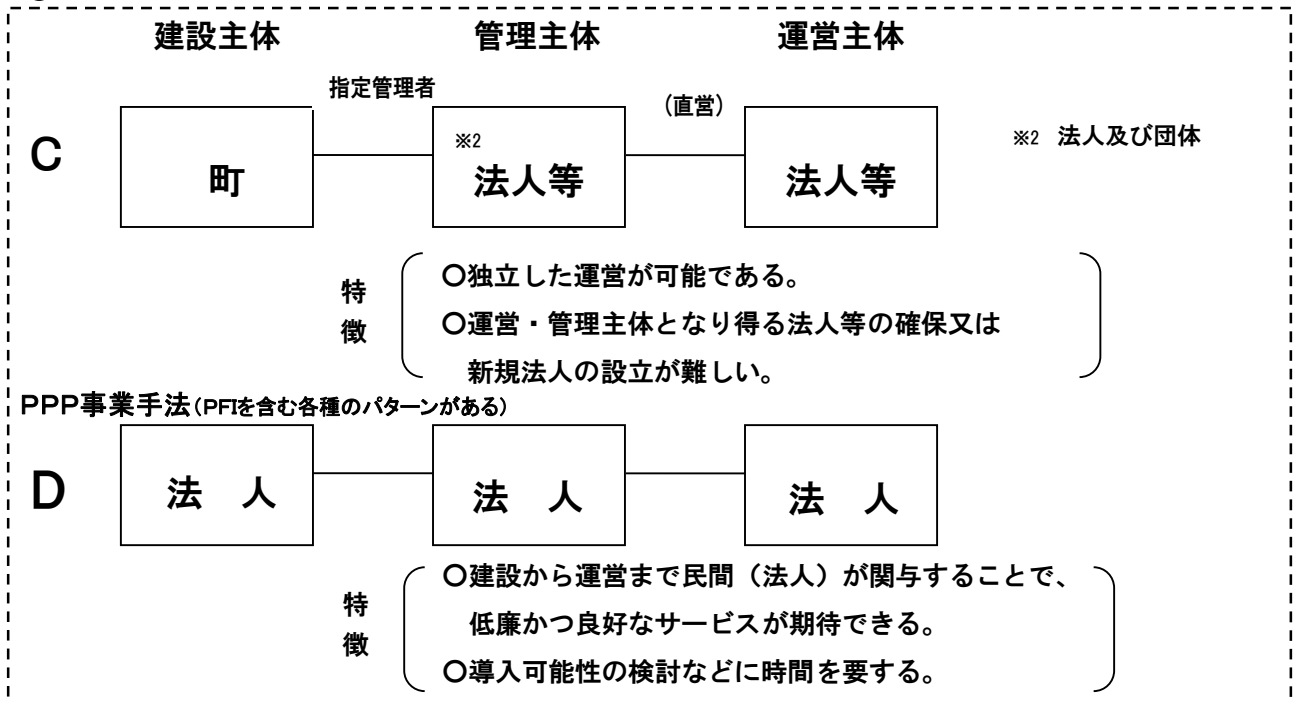 建設主体 管理主体 運営主体
指定管理者 (直営)
C 町 ※2 法人等 法人等 ※2 法人及び団体
特徴
○独立した運営が可能である。
○運営・管理主体となり得る法人等の確保又は
新規法人の設立が難しい。
PPP事業手法(PFIを含む各種のパターンがある)
D 法 人 法 人 法 人
特徴
○建設から運営まで民間（法人）が関与することで、
低廉かつ良好なサービスが期待できる。
○導入可能性の検討などに時間を要する。